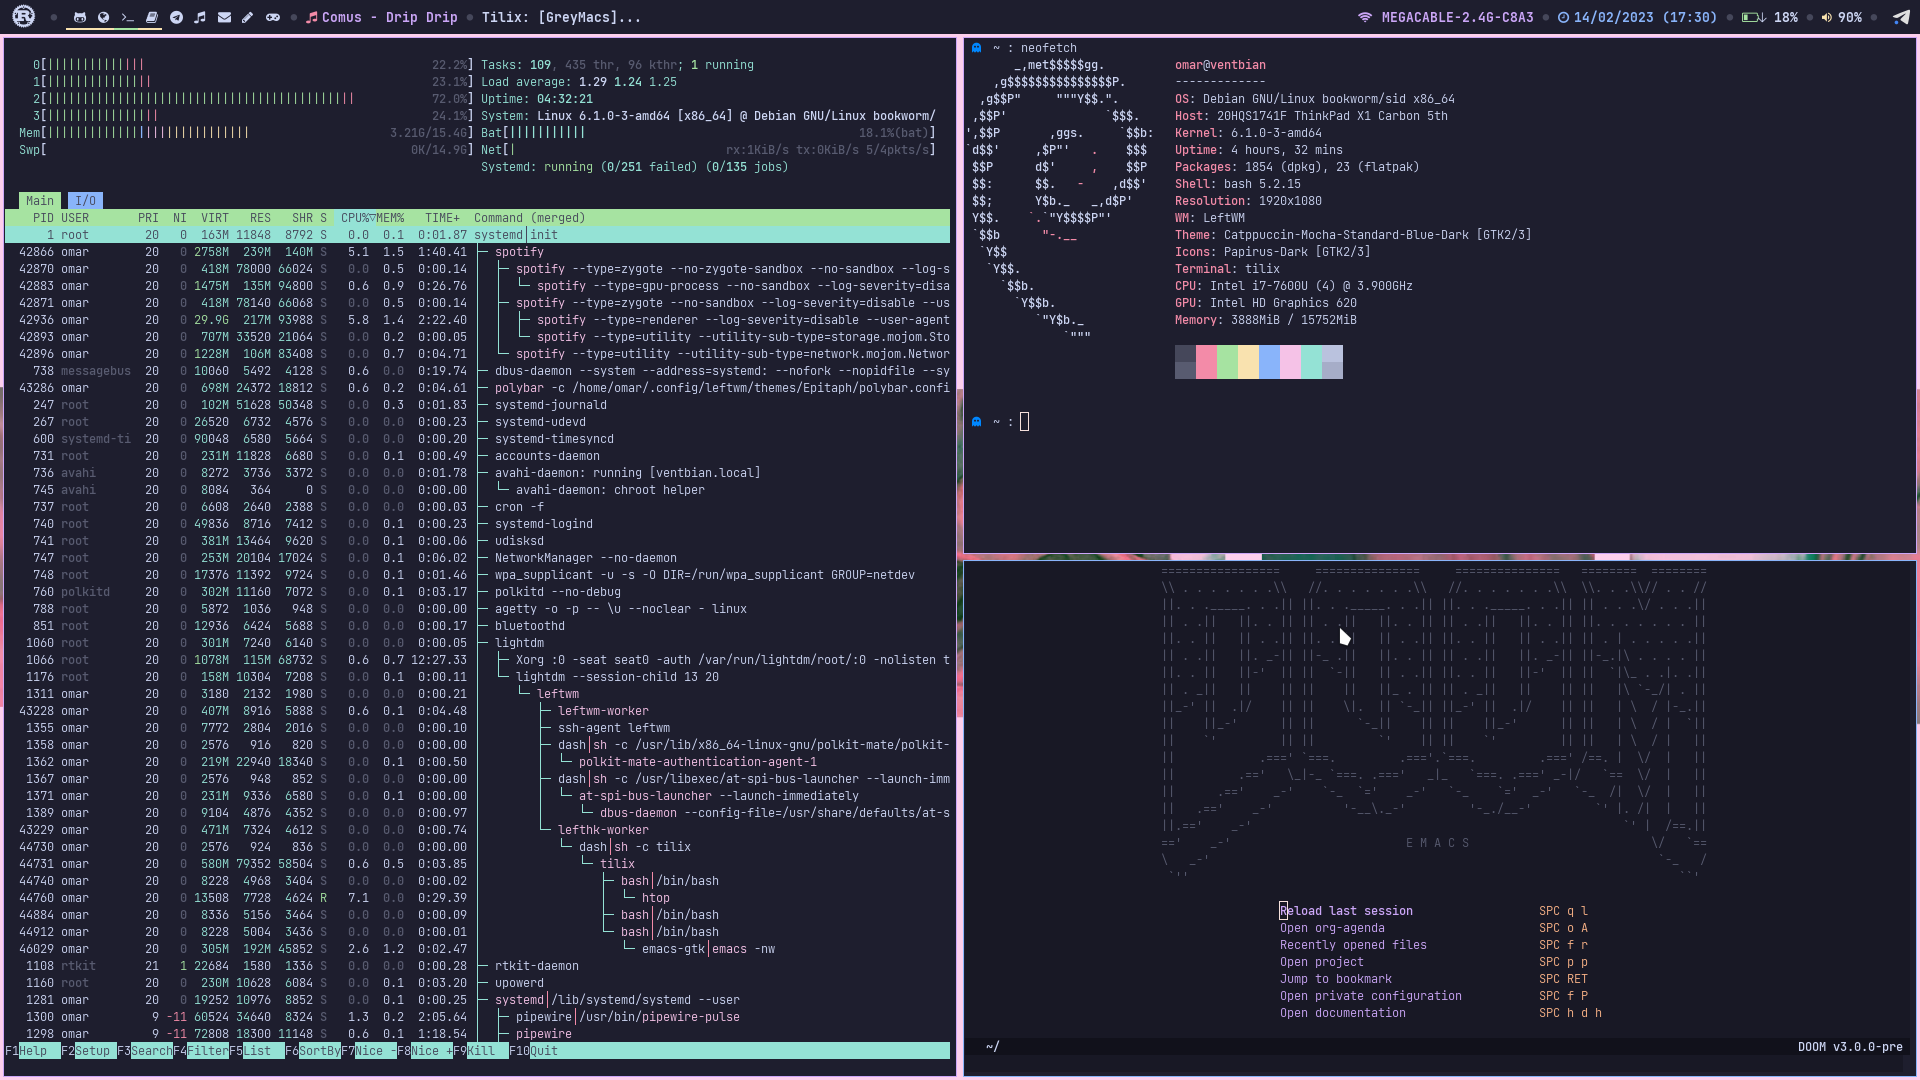 Comus - Drip Drip
Tilix: [GreyMacs]...
MEGACABLE-2.4G-C8A3
14/02/2023 (17:30)
18%
90%
0[ 22.2%]
1[ 23.1%]
2[ 72.0%]
3[ 24.1%]
Mem[ 3.21G/15.4G]
Swp[ 0K/14.9G]
Tasks: 109, 435 thr, 96 kthr; 1 running
Load average: 1.29 1.24 1.25
Uptime: 04:32:21
System: Linux 6.1.0-3-amd64 [x86_64] @ Debian GNU/Linux bookworm/
Bat[ 18.1%(bat)]
Net[ rx:1KiB/s tx:0KiB/s 5/4pkts/s]
Systemd: running (0/251 failed) (0/135 jobs)
Main I/O
PID USER PRI NI VIRT RES SHR S CPU%▽MEM% TIME+ Command (merged)
1 root 20 0 163M 11848 8792 S 0.0 0.1 0:01.87 systemd│init
42866 omar 20 0 2758M 239M 140M S 5.1 1.5 1:40.41 ├─ spotify
42870 omar 20 0 418M 78000 66024 S 0.0 0.5 0:00.14 │ ├─ spotify --type=zygote --no-zygote-sandbox --no-sandbox --log-s
42883 omar 20 0 1475M 135M 94800 S 0.6 0.9 0:26.76 │ │ └─ spotify --type=gpu-process --no-sandbox --log-severity=disa
42871 omar 20 0 418M 78140 66068 S 0.0 0.5 0:00.14 │ ├─ spotify --type=zygote --no-sandbox --log-severity=disable --us
42936 omar 20 0 29.9G 217M 93988 S 5.8 1.4 2:22.40 │ │ ├─ spotify --type=renderer --log-severity=disable --user-agent
42893 omar 20 0 707M 33520 21064 S 0.0 0.2 0:00.05 │ │ └─ spotify --type=utility --utility-sub-type=storage.mojom.Sto
42896 omar 20 0 1228M 106M 83408 S 0.0 0.7 0:04.71 │ └─ spotify --type=utility --utility-sub-type=network.mojom.Networ
738 messagebus 20 0 10060 5492 4128 S 0.6 0.0 0:19.74 ├─ dbus-daemon --system --address=systemd: --nofork --nopidfile --sy
43286 omar 20 0 698M 24372 18812 S 0.6 0.2 0:04.61 ├─ polybar -c /home/omar/.config/leftwm/themes/Epitaph/polybar.confi
247 root 20 0 102M 51628 50348 S 0.0 0.3 0:01.83 ├─ systemd-journald
267 root 20 0 26520 6732 4576 S 0.0 0.0 0:00.23 ├─ systemd-udevd
600 systemd-ti 20 0 90048 6580 5664 S 0.0 0.0 0:00.20 ├─ systemd-timesyncd
731 root 20 0 231M 11828 6680 S 0.0 0.1 0:00.49 ├─ accounts-daemon
736 avahi 20 0 8272 3736 3372 S 0.0 0.0 0:01.78 ├─ avahi-daemon: running [ventbian.local]
745 avahi 20 0 8084 364 0 S 0.0 0.0 0:00.00 │ └─ avahi-daemon: chroot helper
737 root 20 0 6608 2640 2388 S 0.0 0.0 0:00.03 ├─ cron -f
740 root 20 0 49836 8716 7412 S 0.0 0.1 0:00.23 ├─ systemd-logind
741 root 20 0 381M 13464 9620 S 0.0 0.1 0:00.06 ├─ udisksd
747 root 20 0 253M 20104 17024 S 0.0 0.1 0:06.02 ├─ NetworkManager --no-daemon
748 root 20 0 17376 11392 9724 S 0.0 0.1 0:01.46 ├─ wpa_supplicant -u -s -O DIR=/run/wpa_supplicant GROUP=netdev
760 polkitd 20 0 302M 11160 7072 S 0.0 0.1 0:03.17 ├─ polkitd --no-debug
788 root 20 0 5872 1036 948 S 0.0 0.0 0:00.00 ├─ agetty -o -p -- \u --noclear - linux
851 root 20 0 12936 6424 5688 S 0.0 0.0 0:00.17 ├─ bluetoothd
1060 root 20 0 301M 7240 6140 S 0.0 0.0 0:00.09 ├─ lightdm
1066 root 20 0 1078M 115M 68732 S 0.6 0.7 12:27.33 │ ├─ Xorg :0 -seat seat0 -auth /var/run/lightdm/root/:0 -nolisten t
1176 root 20 0 158M 10304 7208 S 0.0 0.1 0:00.11 │ └─ lightdm --session-child 13 20
1311 omar 20 0 3180 2132 1980 S 0.0 0.0 0:00.21 │ └─ leftwm
43228 omar 20 0 407M 8916 5888 S 0.6 0.1 0:04.48 │ ├─ leftwm-worker
1355 omar 20 0 7772 2804 2016 S 0.0 0.0 0:00.10 │ ├─ ssh-agent leftwm
1358 omar 20 0 2576 916 820 S 0.0 0.0 0:00.00 │ ├─ dash│sh -c /usr/lib/x86_64-linux-gnu/polkit-mate/polkit-
1362 omar 20 0 219M 22940 18340 S 0.0 0.1 0:00.50 │ │ └─ polkit-mate-authentication-agent-1
1367 omar 20 0 2576 948 852 S 0.0 0.0 0:00.00 │ ├─ dash│sh -c /usr/libexec/at-spi-bus-launcher --launch-imm
1371 omar 20 0 231M 9336 6580 S 0.0 0.1 0:00.00 │ │ └─ at-spi-bus-launcher --launch-immediately
1389 omar 20 0 9104 4876 4352 S 0.0 0.0 0:00.97 │ │ └─ dbus-daemon --config-file=/usr/share/defaults/at-s
43229 omar 20 0 471M 7324 4612 S 0.0 0.0 0:00.74 │ └─ lefthk-worker
44730 omar 20 0 2576 924 836 S 0.0 0.0 0:00.00 │ └─ dash│sh -c tilix
44731 omar 20 0 580M 79352 58504 S 0.6 0.5 0:03.85 │ └─ tilix
44740 omar 20 0 8228 4968 3404 S 0.0 0.0 0:00.02 │ ├─ bash│/bin/bash
44760 omar 20 0 13508 7728 4624 R 7.1 0.0 0:29.39 │ │ └─ htop
44884 omar 20 0 8336 5156 3464 S 0.0 0.0 0:00.09 │ ├─ bash│/bin/bash
44912 omar 20 0 8228 5004 3436 S 0.0 0.0 0:00.01 │ └─ bash│/bin/bash
46029 omar 20 0 305M 192M 45852 S 2.6 1.2 0:02.47 │ └─ emacs-gtk│emacs -nw
1108 rtkit 21 1 22684 1580 1336 S 0.0 0.0 0:00.28 ├─ rtkit-daemon
1160 root 20 0 230M 10628 6084 S 0.0 0.1 0:03.20 ├─ upowerd
1281 omar 20 0 19252 10976 8852 S 0.0 0.1 0:00.25 ├─ systemd│/lib/systemd/systemd --user
1300 omar 9 -11 60524 34640 8324 S 1.3 0.2 2:05.64 │ ├─ pipewire│/usr/bin/pipewire-pulse
1298 omar 9 -11 72808 18300 11148 S 0.6 0.1 1:18.54 │ ├─ pipewire
F1Help F2Setup F3SearchF4FilterF5List F6SortByF7Nice -F8Nice +F9Kill F10Quit
~ : neofetch
omar@ventbian
-------------
OS: Debian GNU/Linux bookworm/sid x86_64
Host: 20HQS1741F ThinkPad X1 Carbon 5th
Kernel: 6.1.0-3-amd64
Uptime: 4 hours, 32 mins
Packages: 1854 (dpkg), 23 (flatpak)
Shell: bash 5.2.15
Resolution: 1920x1080
WM: LeftWM
Theme: Catppuccin-Mocha-Standard-Blue-Dark [GTK2/3]
Icons: Papirus-Dark [GTK2/3]
Terminal: tilix
CPU: Intel i7-7600U (4) @ 3.900GHz
GPU: Intel HD Graphics 620
Memory: 3888MiB / 15752MiB
~ :
E M A C S
Reload last session SPC q l
Open org-agenda SPC o A
Recently opened files SPC f r
Open project SPC p p
Jump to bookmark SPC RET
Open private configuration SPC f P
Open documentation SPC h d h
~/ DOOM v3.0.0-pre